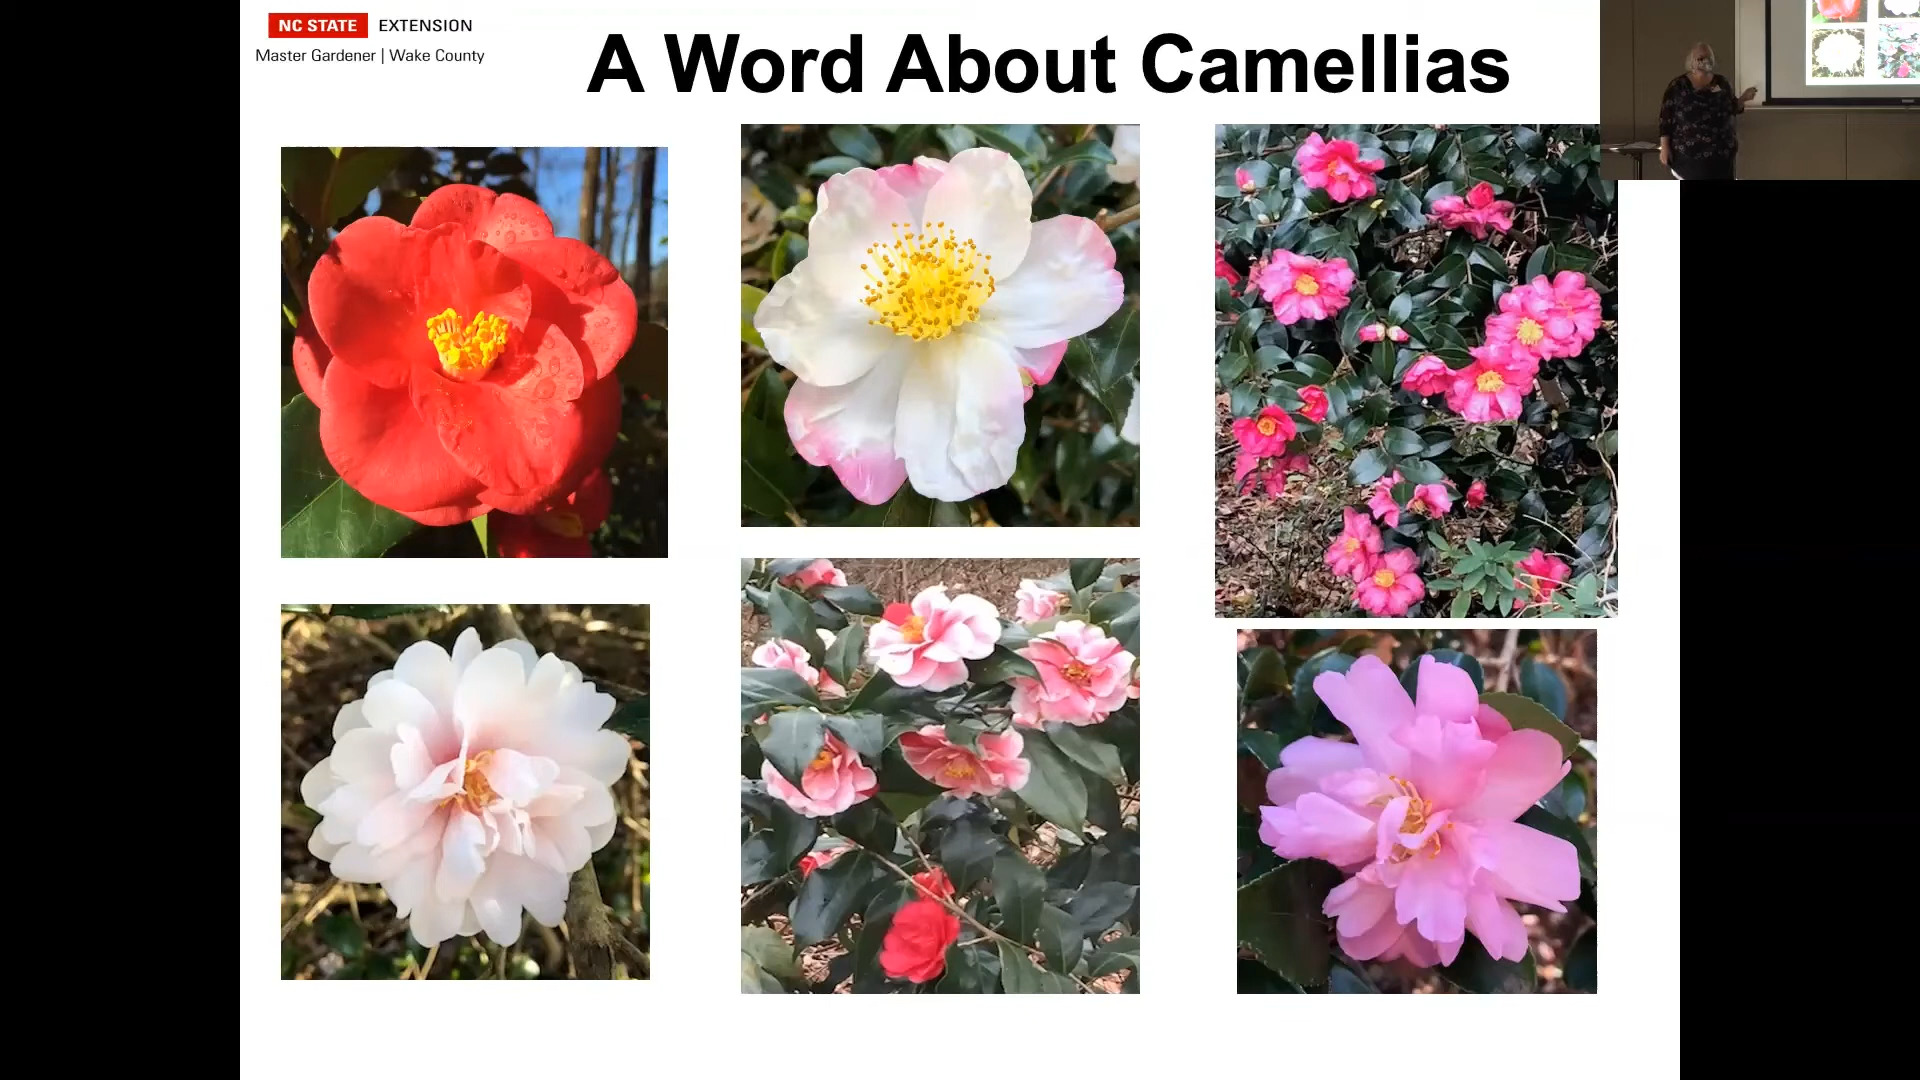 NC STATE EXTENSION
Master Gardener | Wake County
A Word About Camellias